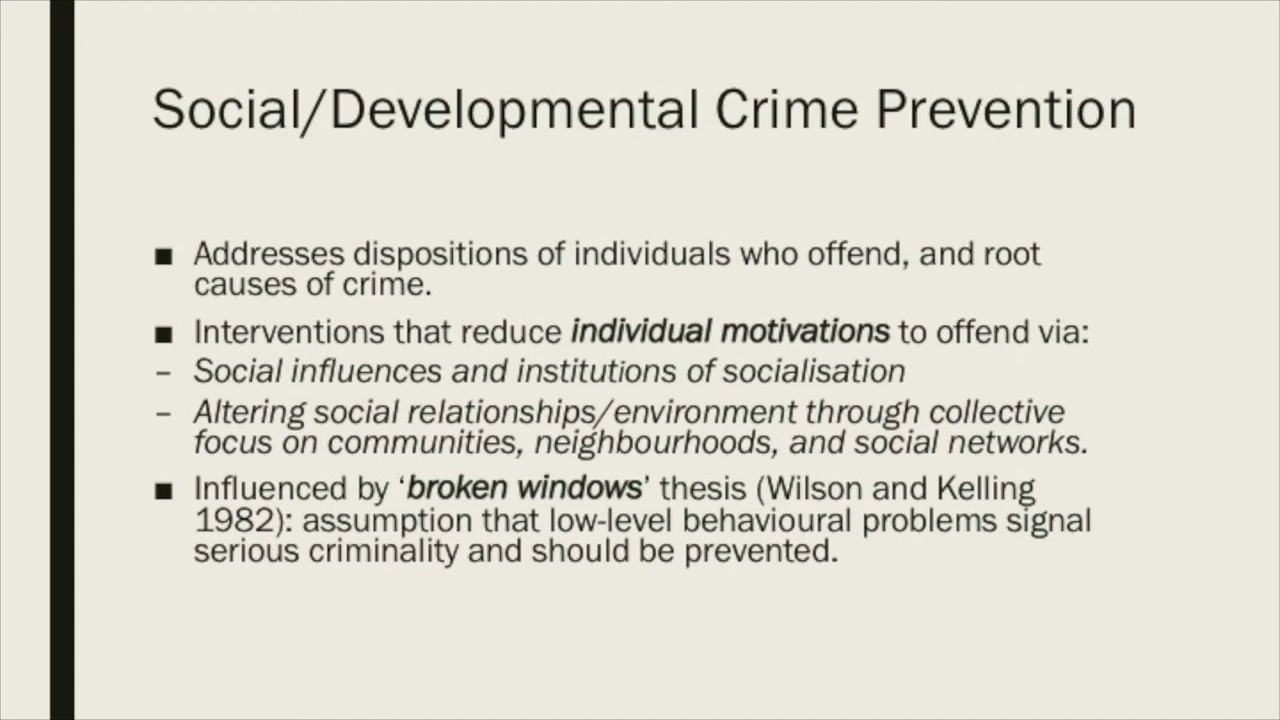 Social/Developmental Crime Prevention
■ Addresses dispositions of individuals who offend, and root
causes of crime.
■ Interventions that reduce individual motivations to offend via:
– Social influences and institutions of socialisation
– Altering social relationships/environment through collective
focus on communities, neighbourhoods, and social networks.
■ Influenced by ‘broken windows’ thesis (Wilson and Kelling
1982): assumption that low-level behavioural problems signal
serious criminality and should be prevented.